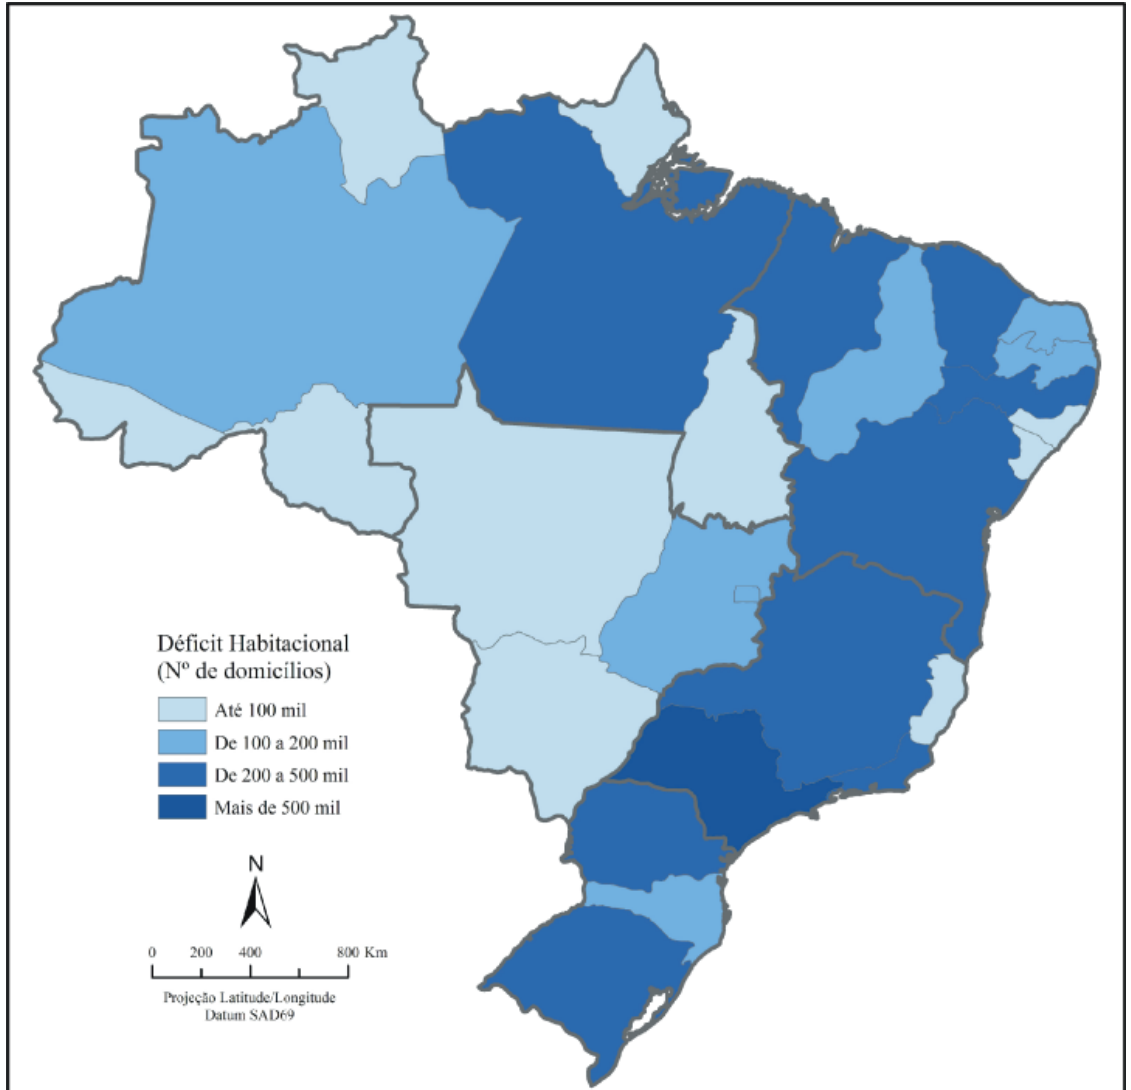 Déficit Habitacional
(Nº de domicílios)
Até 100 mil
De 100 a 200 mil
De 200 a 500 mil
Mais de 500 mil
N
0 200 400 800 Km
Projeção Latitude/Longitude
Datum SAD69